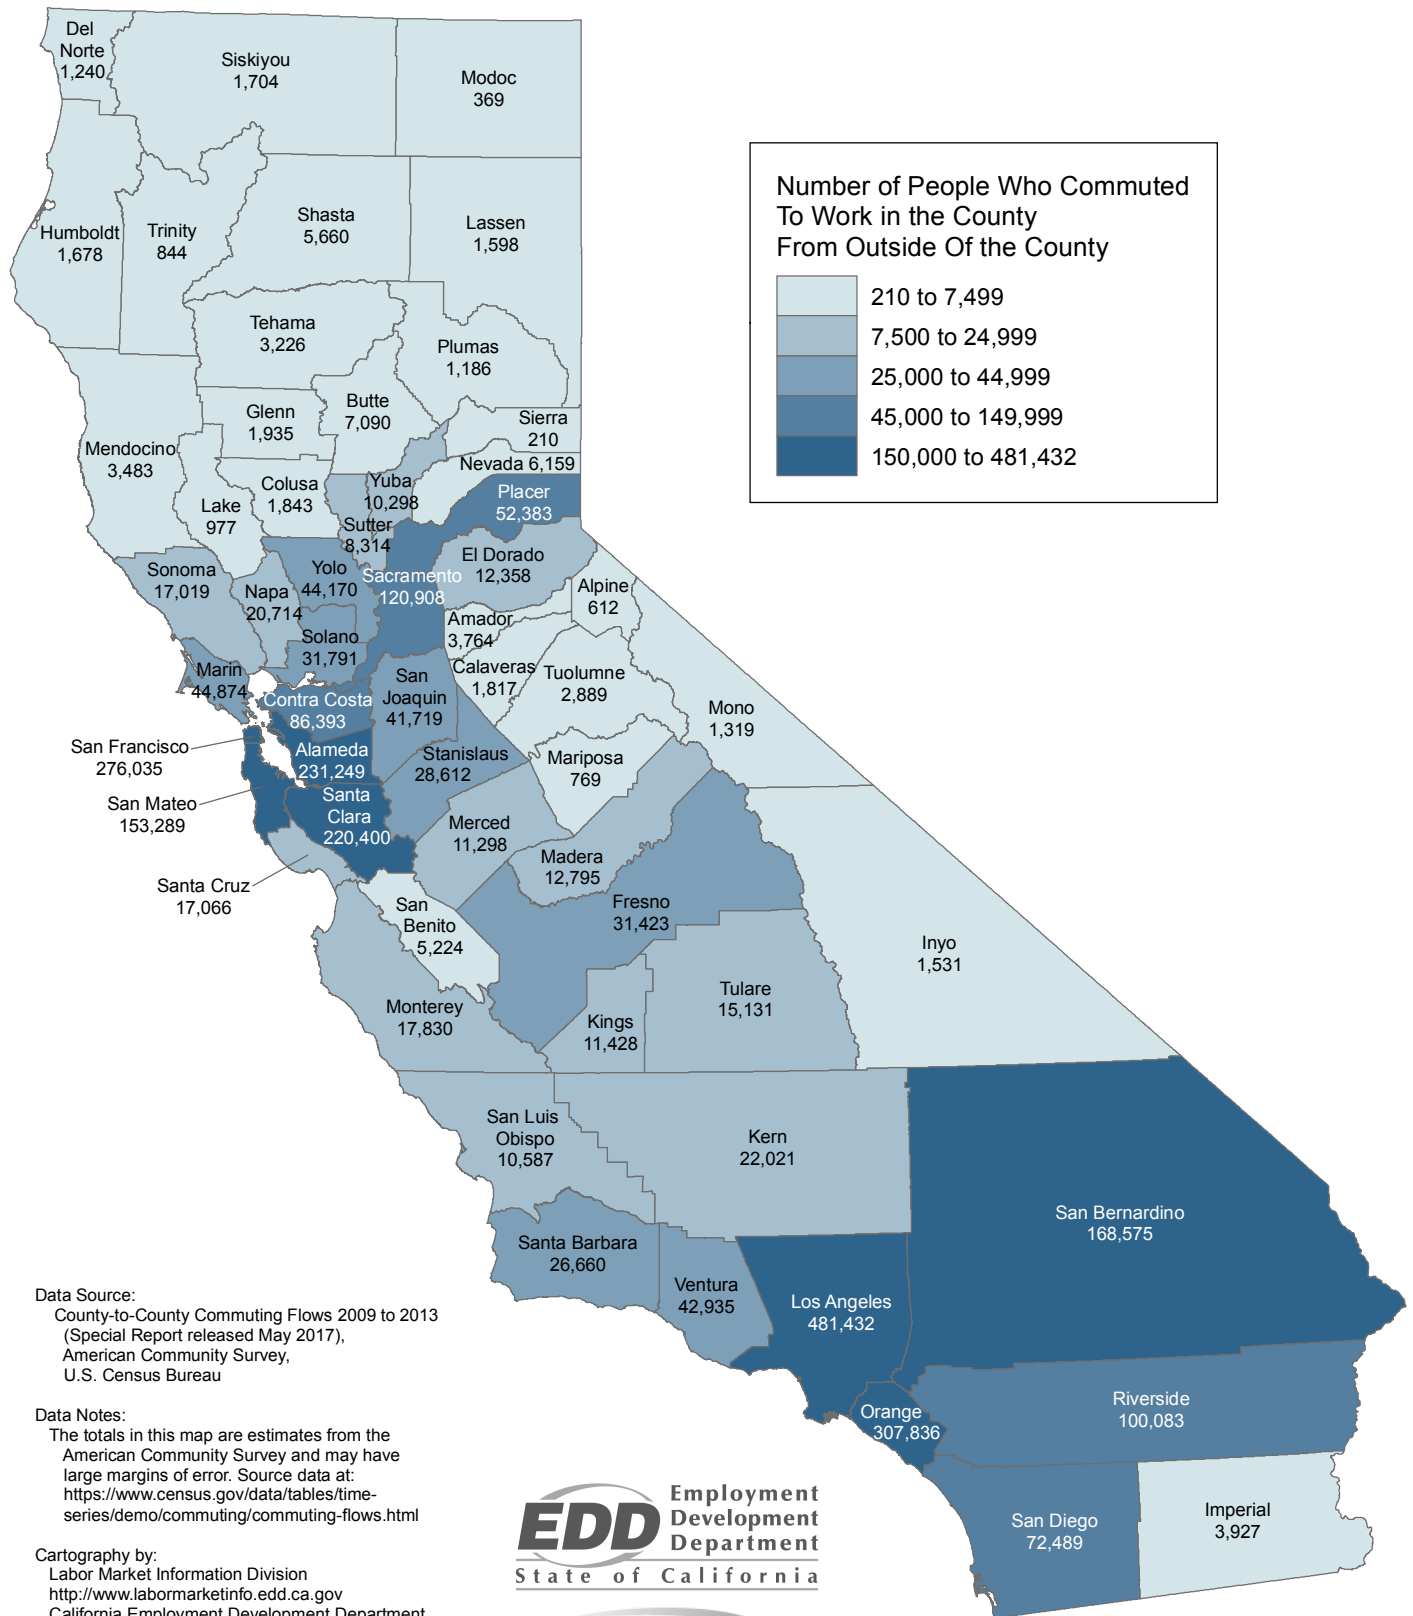 Del
Norte
1,240
Siskiyou
1,704
Modoc
369
Number of People Who Commuted
To Work in the County
From Outside Of the County
210 to 7,499
7,500 to 24,999
25,000 to 44,999
45,000 to 149,999
150,000 to 481,432
Humboldt
1,678
Trinity
844
Shasta
5,660
Lassen
1,598
Tehama
3,226
Plumas
1,186
Glenn
1,935
Butte
7,090
Sierra
210
Mendocino
3,483
Lake
977
Colusa
1,843
Yuba
10,298
Nevada 6,159
Placer
52,383
Sutter
8,314
Sonoma
17,019
Napa
20,714
Yolo
44,170
Sacramento
120,908
El Dorado
12,358
Alpine
612
Amador
3,764
Solano
31,791
Marin
44,874
Contra Costa
86,393
San
Joaquin
41,719
Calaveras
1,817
Tuolumne
2,889
Mono
1,319
San Francisco
276,035
Alameda
231,249
Stanislaus
28,612
Mariposa
769
San Mateo
153,289
Santa
Clara
220,400
Merced
11,298
Madera
12,795
Santa Cruz
17,066
San
Benito
5,224
Fresno
31,423
Inyo
1,531
Monterey
17,830
Kings
11,428
Tulare
15,131
San Luis
Obispo
10,587
Kern
22,021
San Bernardino
168,575
Santa Barbara
26,660
Ventura
42,935
Los Angeles
481,432
Orange
307,836
Riverside
100,083
San Diego
72,489
Imperial
3,927
Data Source:
County-to-County Commuting Flows 2009 to 2013
(Special Report released May 2017),
American Community Survey,
U.S. Census Bureau
Data Notes:
The totals in this map are estimates from the
American Community Survey and may have
large margins of error. Source data at:
https://www.census.gov/data/tables/time-
series/demo/commuting/commuting-flows.html
Cartography by:
Labor Market Information Division
http://www.labormarketinfo.edd.ca.gov
California Employment Development Department
EDD
Employment
Development
Department
State of California